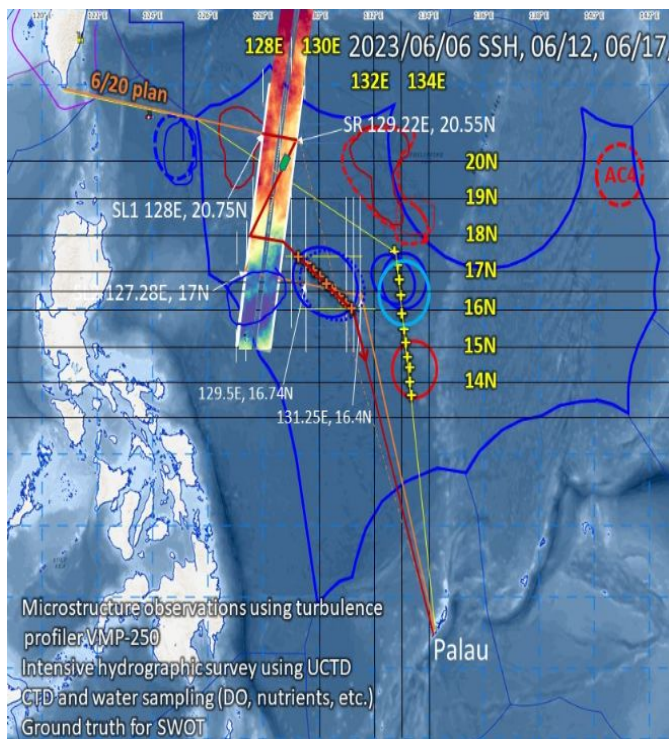 128E 130E 2023/06/06 SSH, 06/12, 06/17,
132E 134E
6/20 plan
SR 129.22E, 20.55N
20N
AC4
19N
SL1 128E, 20.75N
18N
17N
127.28E, 17N
16N
15N
129.5E, 16.74N
14N
131.25E, 16.4N
Microstructure observations using turbulence
profiler VMP-250
Intensive hydrographic survey using UCTD
CTD and water sampling (DO, nutrients, etc.)
Ground truth for SWOT
Palau